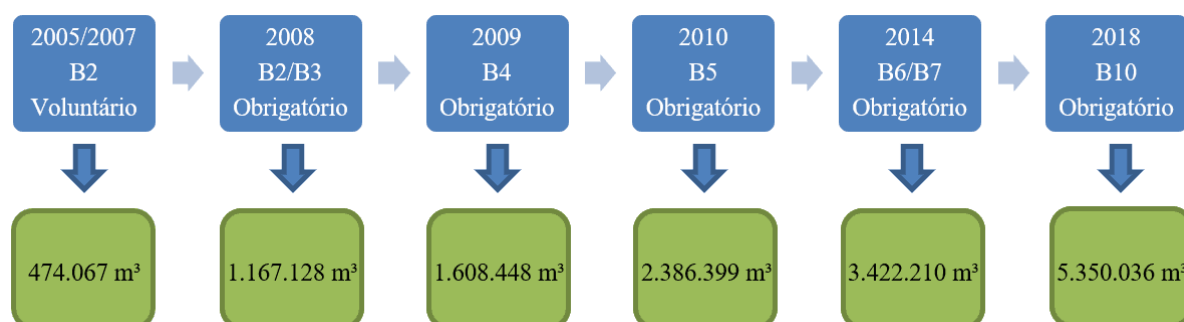 2005/2007
B2
Voluntário
2008
B2/B3
Obrigatório
2009
B4
Obrigatório
2010
B5
Obrigatório
2014
B6/B7
Obrigatório
2018
B10
Obrigatório
474.067 m³
1.167.128 m³
1.608.448 m³
2.386.399 m³
3.422.210 m³
5.350.036 m³